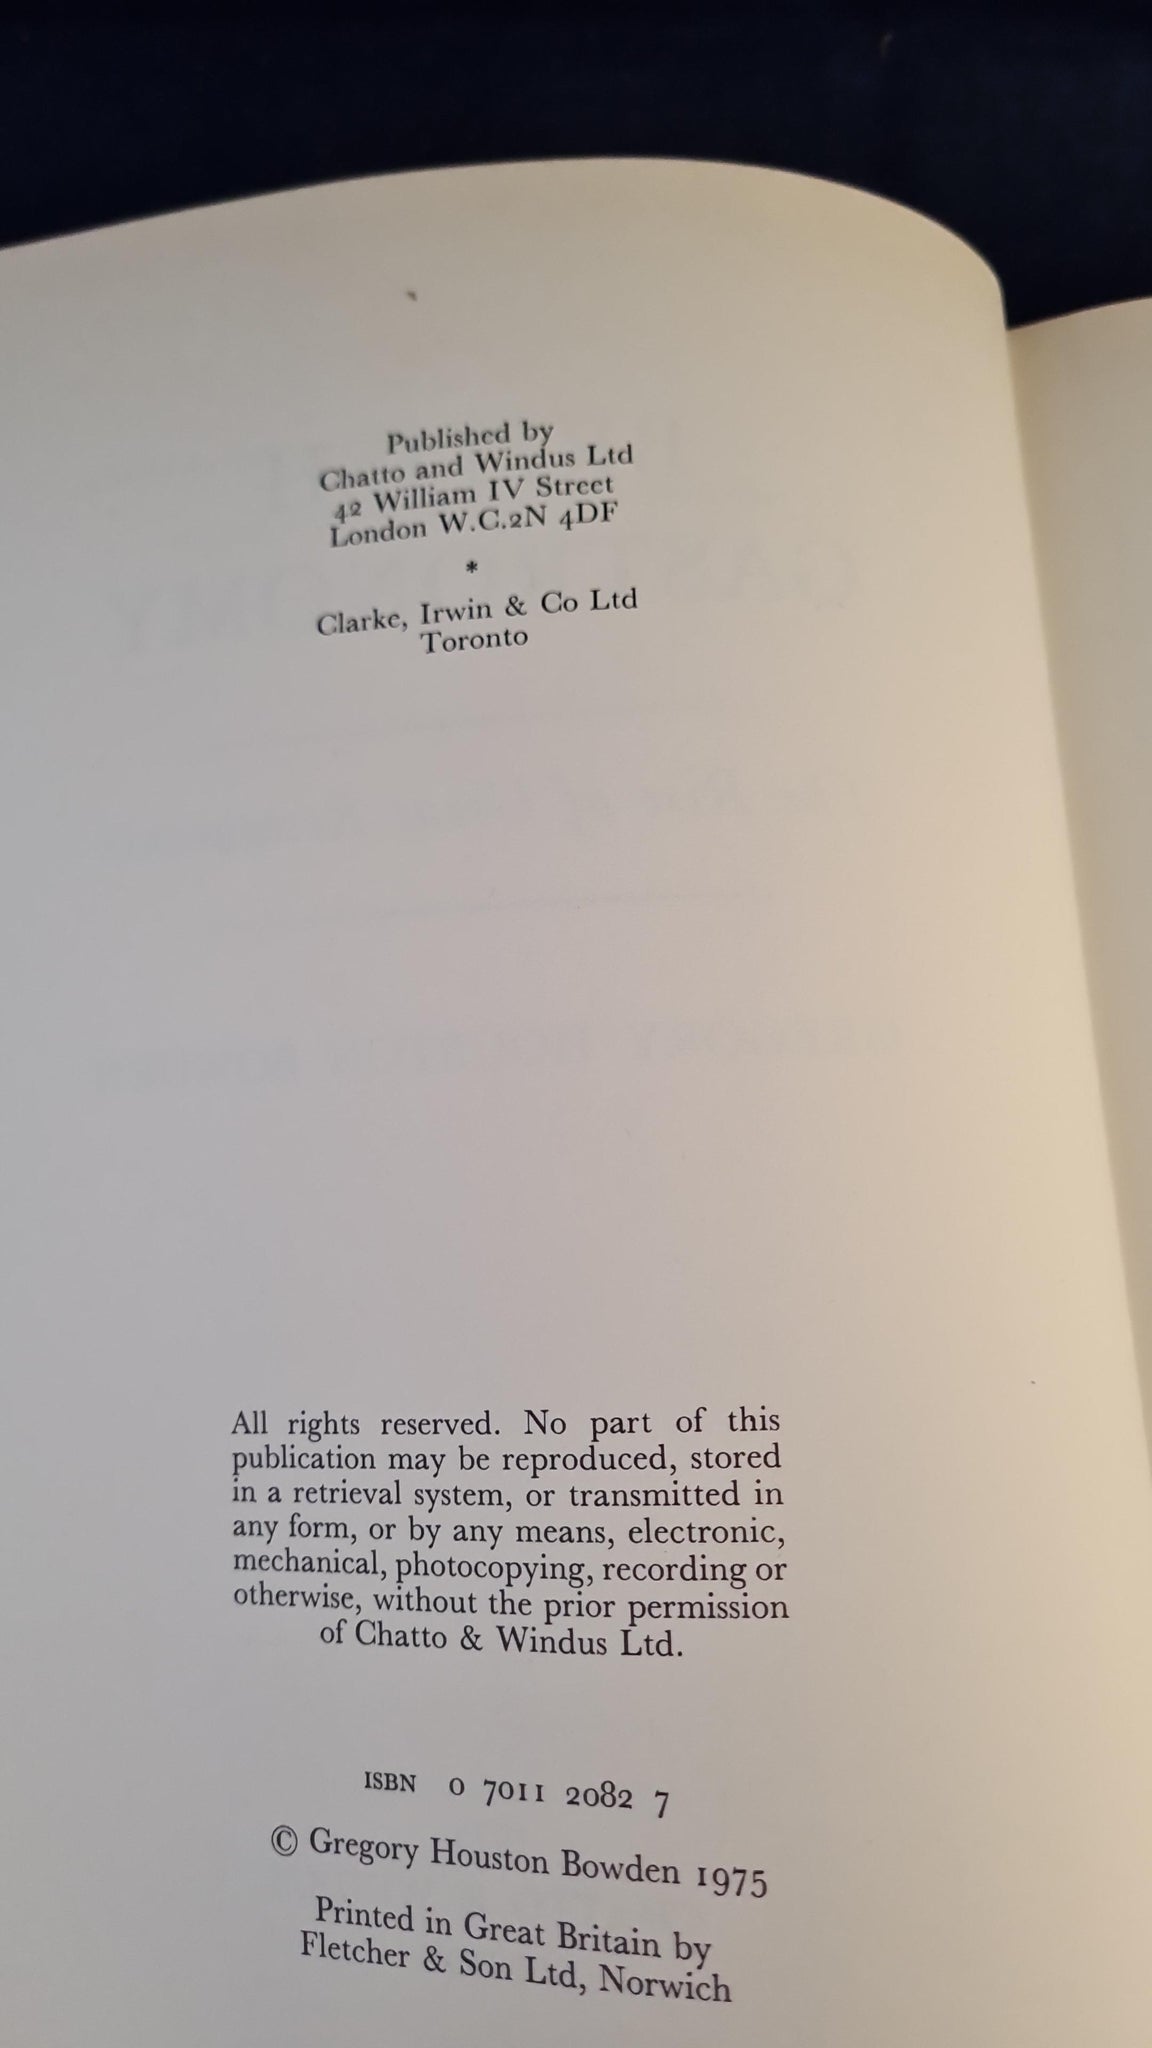 Published by
Chatto and Windus Ltd
42 William IV Street
London W.C.2N 4DF
*
Clarke, Irwin & Co Ltd
Toronto
All rights reserved. No part of this
publication may be reproduced, stored
in a retrieval system, or transmitted in
any form, or by any means, electronic,
mechanical, photocopying, recording or
otherwise, without the prior permission
of Chatto & Windus Ltd.
ISBN 0 7011 2082 7
© Gregory Houston Bowden 1975
Printed in Great Britain by
Fletcher & Son Ltd, Norwich